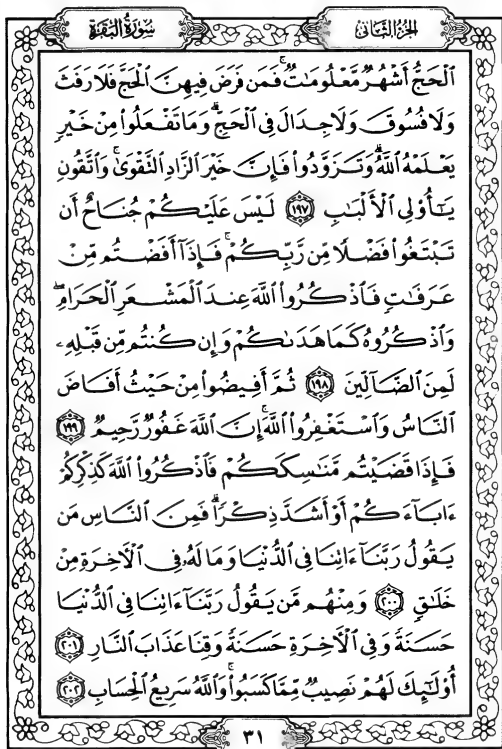 الجزء الثاني
سورة البقرة
ٱلْحَجُّ أَشْهُرٌ مَّعْلُومَٰتٌ ۚ فَمَن فَرَضَ فِيهِنَّ ٱلْحَجَّ فَلَا رَفَثَ
وَلَا فُسُوقَ وَلَا جِدَالَ فِى ٱلْحَجِّ ۗ وَمَا تَفْعَلُوا۟ مِنْ خَيْرٍ
يَعْلَمْهُ ٱللَّهُ ۗ وَتَزَوَّدُوا۟ فَإِنَّ خَيْرَ ٱلزَّادِ ٱلتَّقْوَىٰ ۚ وَٱتَّقُونِ
يَٰٓأُو۟لِى ٱلْأَلْبَٰبِ ١٩٧ لَيْسَ عَلَيْكُمْ جُنَاحٌ أَن
تَبْتَغُوا۟ فَضْلًا مِّن رَّبِّكُمْ ۚ فَإِذَآ أَفَضْتُم مِّنْ
عَرَفَٰتٍ فَٱذْكُرُوا۟ ٱللَّهَ عِندَ ٱلْمَشْعَرِ ٱلْحَرَامِ ۖ
وَٱذْكُرُوهُ كَمَا هَدَىٰكُمْ وَإِن كُنتُم مِّن قَبْلِهِۦ
لَمِنَ ٱلضَّآلِّينَ ١٩٨ ثُمَّ أَفِيضُوا۟ مِنْ حَيْثُ أَفَاضَ
ٱلنَّاسُ وَٱسْتَغْفِرُوا۟ ٱللَّهَ ۚ إِنَّ ٱللَّهَ غَفُورٌ رَّحِيمٌ ١٩٩
فَإِذَا قَضَيْتُم مَّنَٰسِكَكُمْ فَٱذْكُرُوا۟ ٱللَّهَ كَذِكْرِكُمْ
ءَابَآءَكُمْ أَوْ أَشَدَّ ذِكْرًا ۗ فَمِنَ ٱلنَّاسِ مَن
يَقُولُ رَبَّنَآ ءَاتِنَا فِى ٱلدُّنْيَا وَمَا لَهُۥ فِى ٱلْأَخِرَةِ مِنْ
خَلَٰقٍ ٢٠٠ وَمِنْهُم مَّن يَقُولُ رَبَّنَآ ءَاتِنَا فِى ٱلدُّنْيَا
حَسَنَةً وَفِى ٱلْأَخِرَةِ حَسَنَةً وَقِنَا عَذَابَ ٱلنَّارِ ٢٠١
أُو۟لَٰٓئِكَ لَهُمْ نَصِيبٌ مِّمَّا كَسَبُوا۟ ۚ وَٱللَّهُ سَرِيعُ ٱلْحِسَابِ ٢٠٢
٣١